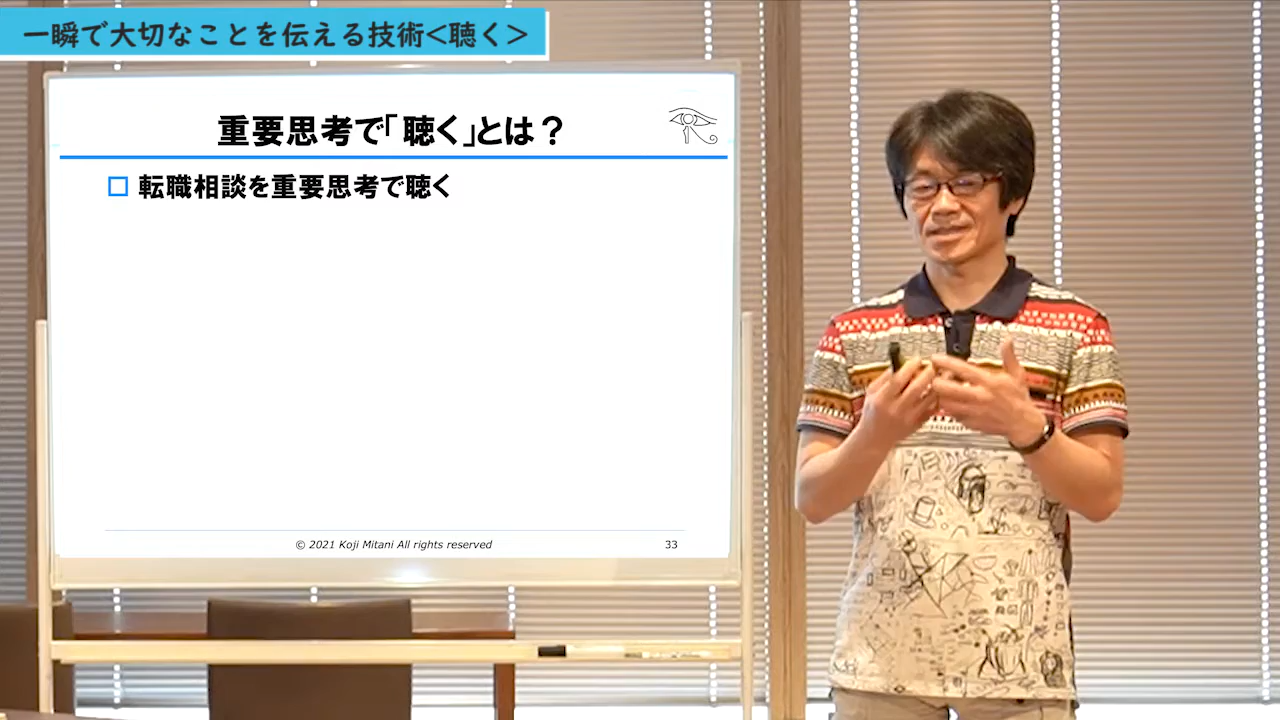 一瞬で大切なことを伝える技術<聴く>
重要思考で「聴く」とは？
□ 転職相談を重要思考で聴く
© 2021 Koji Mitani All rights reserved
33